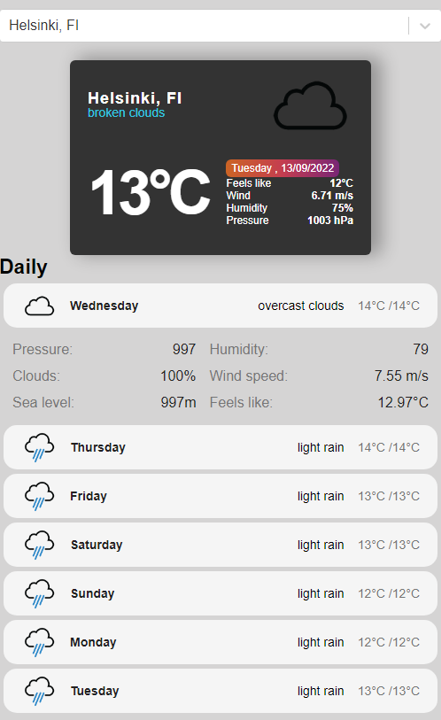 Helsinki, FI
Helsinki, FI
broken clouds
13°C
Tuesday , 13/09/2022
Feels like 12°C
Wind 6.71 m/s
Humidity 75%
Pressure 1003 hPa
Daily
Wednesday overcast clouds 14°C /14°C
Pressure: 997 Humidity: 79
Clouds: 100% Wind speed: 7.55 m/s
Sea level: 997m Feels like: 12.97°C
Thursday light rain 14°C /14°C
Friday light rain 13°C /13°C
Saturday light rain 13°C /13°C
Sunday light rain 12°C /12°C
Monday light rain 12°C /12°C
Tuesday light rain 13°C /13°C